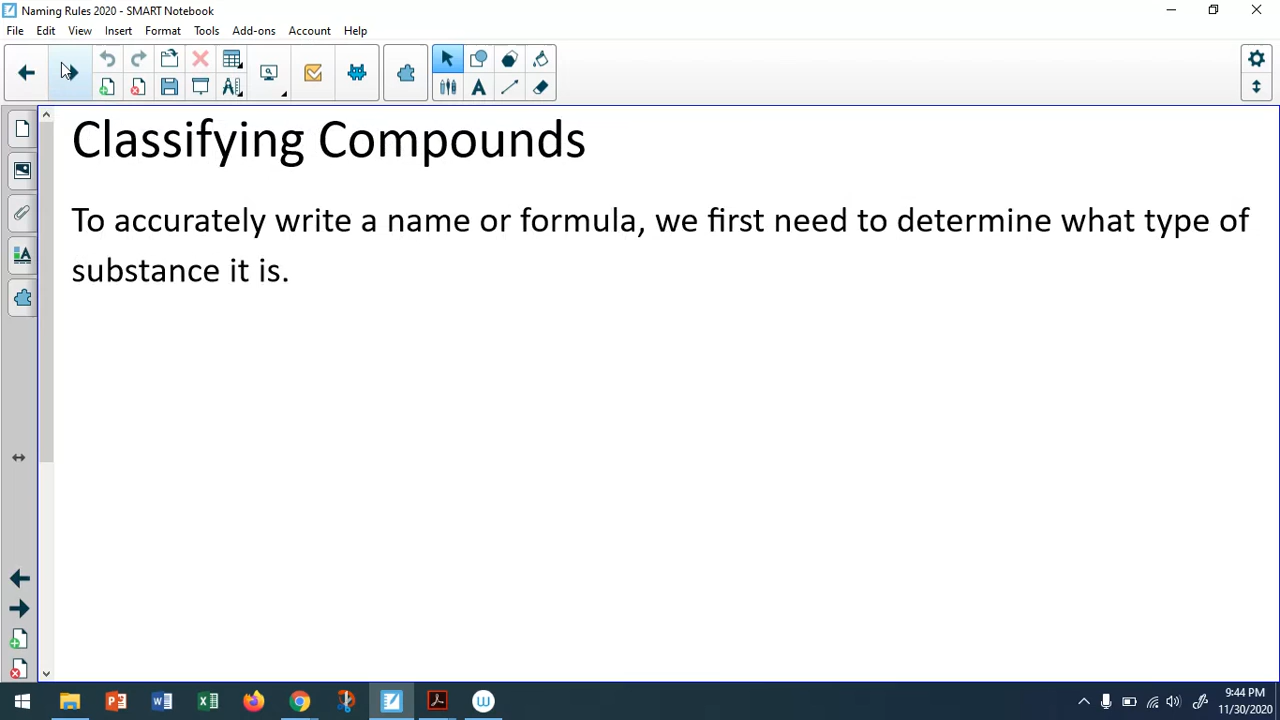 Naming Rules 2020 - SMART Notebook
File Edit View Insert Format Tools Add-ons Account Help
Classifying Compounds
To accurately write a name or formula, we first need to determine what type of
substance it is.
9:44 PM
11/30/2020